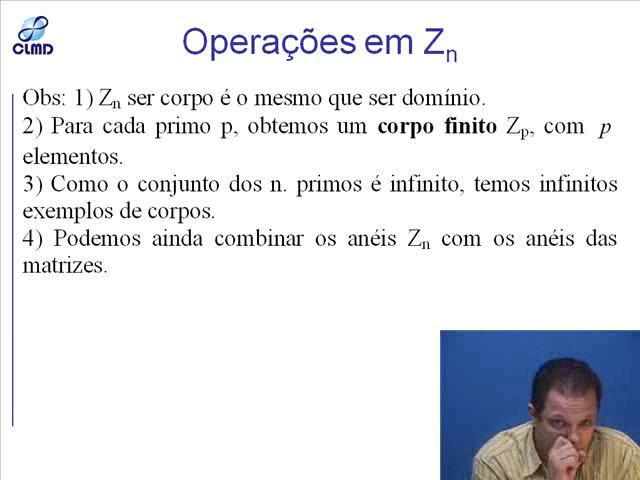 CLMD
Operações em Zn
Obs: 1) Zn ser corpo é o mesmo que ser domínio.
2) Para cada primo p, obtemos um corpo finito Zp, com p
elementos.
3) Como o conjunto dos n. primos é infinito, temos infinitos
exemplos de corpos.
4) Podemos ainda combinar os anéis Zn com os anéis das
matrizes.